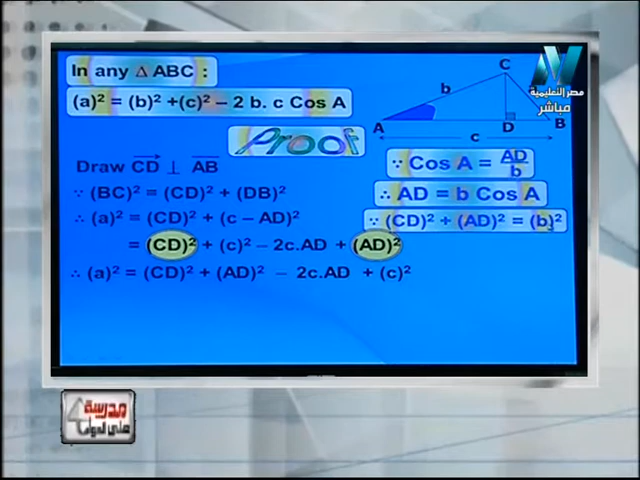 In any Δ ABC :
(a)² = (b)² +(c)² – 2 b. c Cos A
Proof
Draw CD ⊥ AB
∵ (BC)² = (CD)² + (DB)²
∴ (a)² = (CD)² + (c – AD)²
= (CD)² + (c)² – 2c.AD + (AD)²
∴ (a)² = (CD)² + (AD)² – 2c.AD + (c)²
C
b
A
D
B
c
∵ Cos A = AD/b
∴ AD = b Cos A
∵ (CD)² + (AD)² = (b)²
مصر التعليمية
مباشر
مدرسة
على الهواء